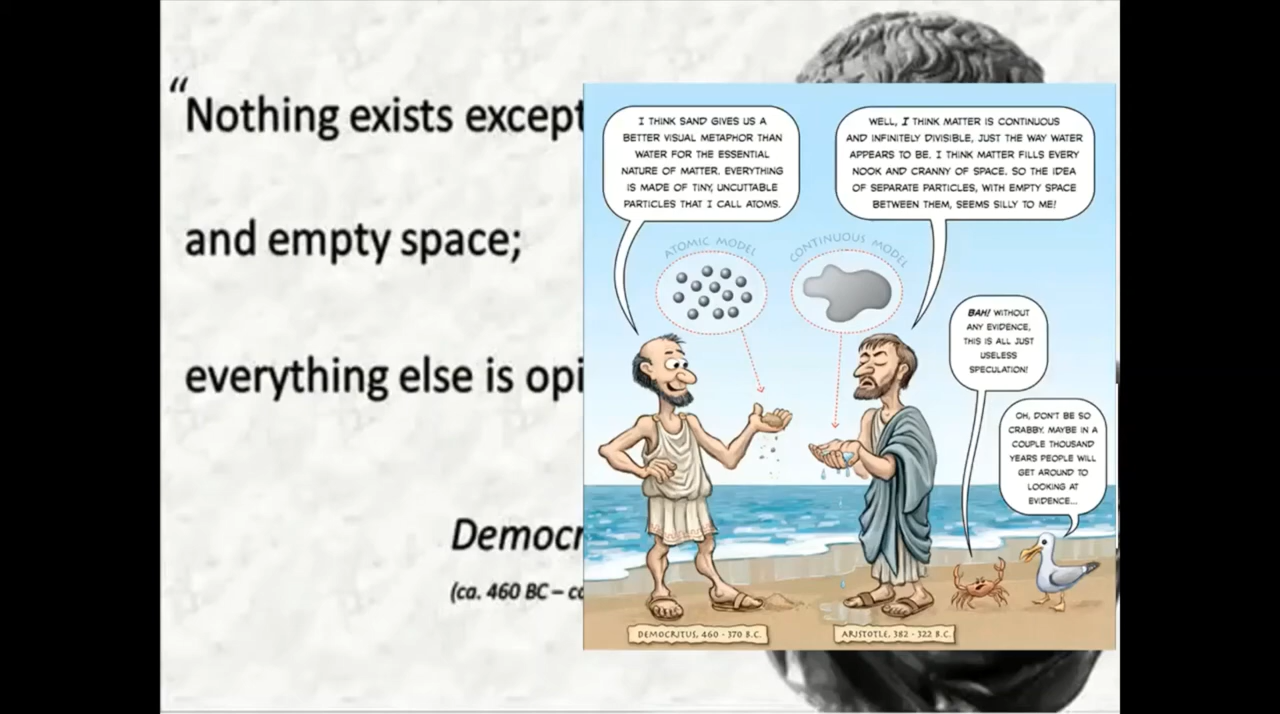 “Nothing exists except
and empty space;
everything else is opi
Democr
(ca. 460 BC – c
I THINK SAND GIVES US A
BETTER VISUAL METAPHOR THAN
WATER FOR THE ESSENTIAL
NATURE OF MATTER. EVERYTHING
IS MADE OF TINY, UNCUTTABLE
PARTICLES THAT I CALL ATOMS.
WELL, I THINK MATTER IS CONTINUOUS
AND INFINITELY DIVISIBLE, JUST THE WAY WATER
APPEARS TO BE. I THINK MATTER FILLS EVERY
NOOK AND CRANNY OF SPACE. SO THE IDEA
OF SEPARATE PARTICLES, WITH EMPTY SPACE
BETWEEN THEM, SEEMS SILLY TO ME!
ATOMIC MODEL
CONTINUOUS MODEL
BAH! WITHOUT
ANY EVIDENCE,
THIS IS ALL JUST
USELESS
SPECULATION!
OH, DON'T BE SO
CRABBY. MAYBE IN A
COUPLE THOUSAND
YEARS PEOPLE WILL
GET AROUND TO
LOOKING AT
EVIDENCE...
DEMOCRITUS, 460 - 370 B.C.
ARISTOTLE, 382 - 322 B.C.